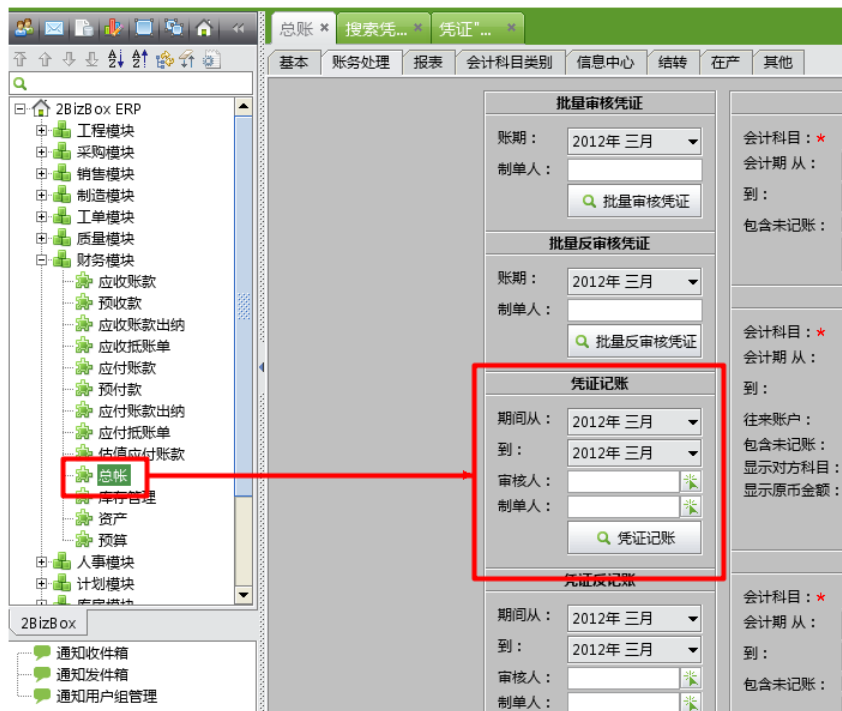 总账 × 搜索凭... × 凭证"... ×
基本 账务处理 报表 会计科目类别 信息中心 结转 在产 其他
2BizBox ERP
工程模块
采购模块
销售模块
制造模块
工单模块
质量模块
财务模块
应收账款
预收款
应收账款出纳
应收抵账单
应付账款
预付款
应付账款出纳
应付抵账单
估值应付账款
总帐
库存管理
资产
预算
人事模块
计划模块
库房模块
2BizBox
通知收件箱
通知发件箱
通知用户组管理
批量审核凭证
账期： 2012年 三月
制单人：
批量审核凭证
批量反审核凭证
账期： 2012年 三月
制单人：
批量反审核凭证
凭证记账
期间从： 2012年 三月
到： 2012年 三月
审核人：
制单人：
凭证记账
凭证反记账
期间从： 2012年 三月
到： 2012年 三月
审核人：
制单人：
会计科目：*
会计期 从：
到：
包含未记账：
会计科目：*
会计期 从：
到：
往来账户：
包含未记账：
显示对方科目：
显示原币金额：
会计科目：*
会计期 从：
到：
包含未记账：